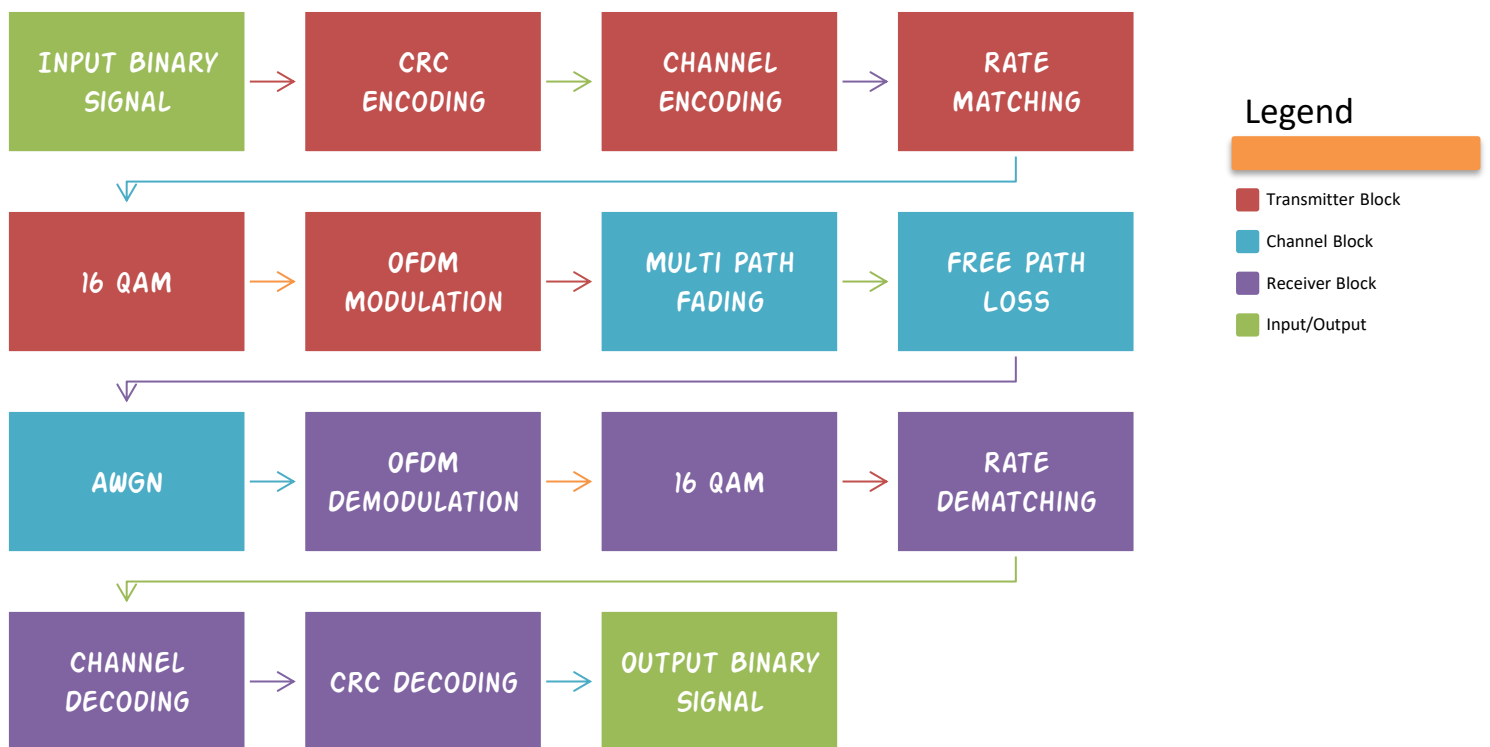 INPUT BINARY
SIGNAL
CRC
ENCODING
CHANNEL
ENCODING
RATE
MATCHING
16 QAM
OFDM
MODULATION
MULTI PATH
FADING
FREE PATH
LOSS
AWGN
OFDM
DEMODULATION
16 QAM
RATE
DEMATCHING
CHANNEL
DECODING
CRC DECODING
OUTPUT BINARY
SIGNAL
Legend
Transmitter Block
Channel Block
Receiver Block
Input/Output